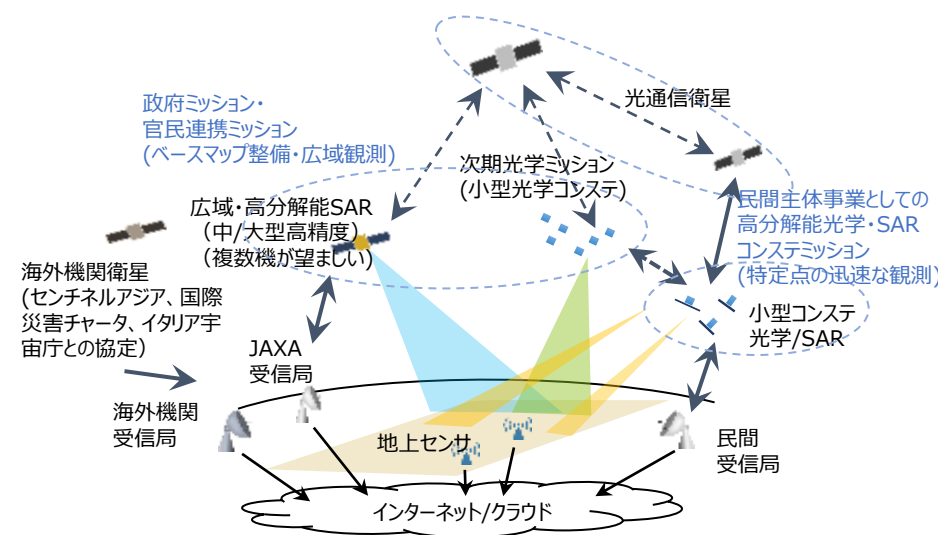 光通信衛星
政府ミッション・
官民連携ミッション
(ベースマップ整備・広域観測)
次期光学ミッション
(小型光学コンステ)
広域・高分解能SAR
(中/大型高精度)
(複数機が望ましい)
民間主体事業としての
高分解能光学・SAR
コンステミッション
(特定点の迅速な観測)
海外機関衛星
(センチネルアジア、国際
災害チャータ、イタリア宇
宙庁との協定)
小型コンステ
光学/SAR
JAXA
受信局
海外機関
受信局
地上センサ
民間
受信局
インターネット/クラウド